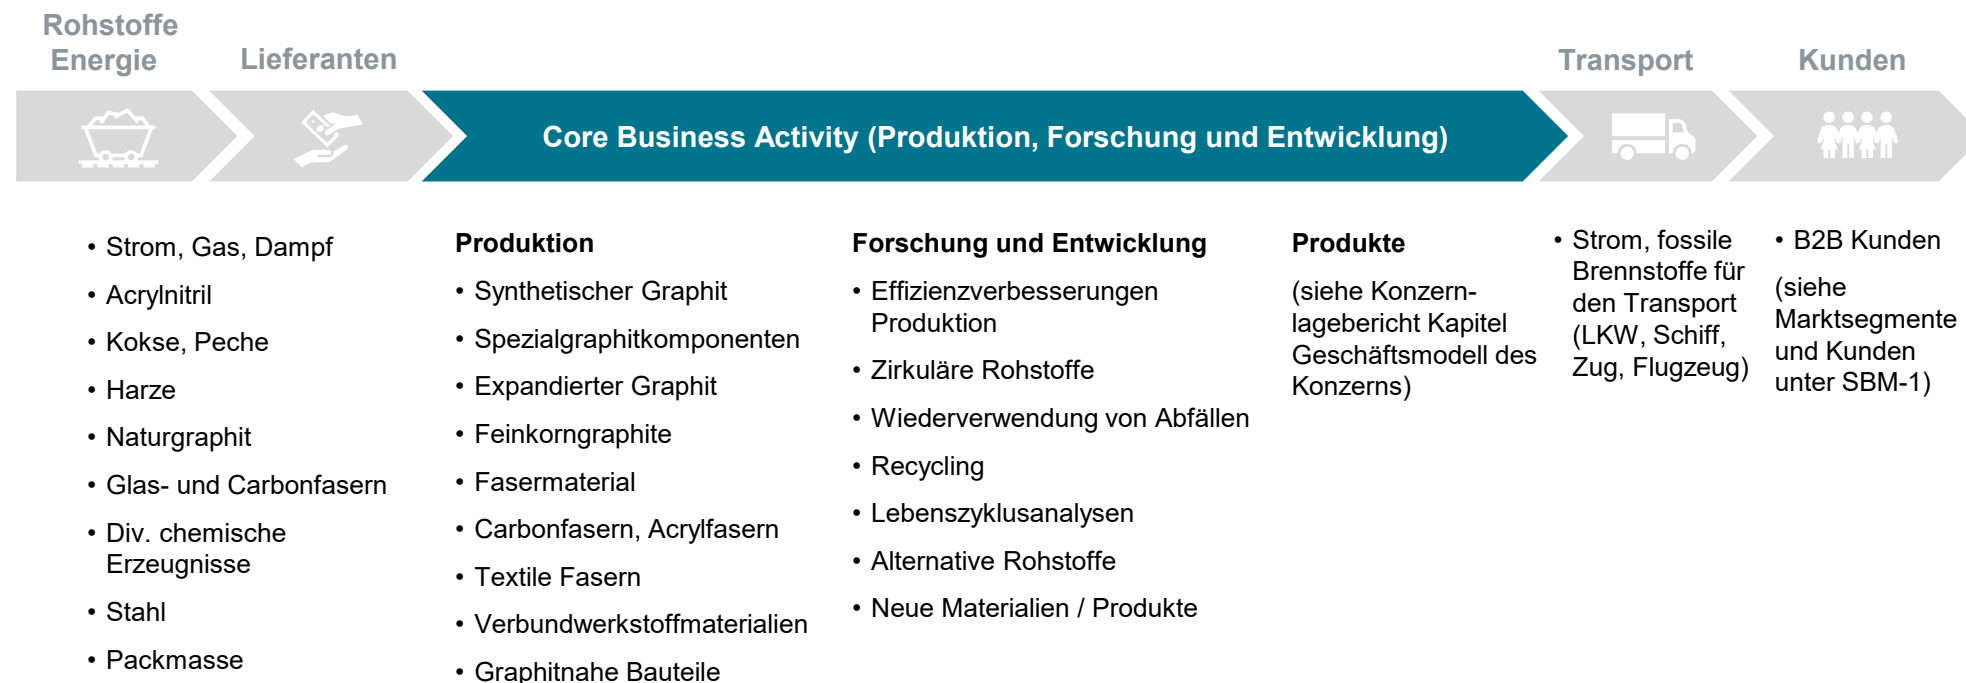 Rohstoffe
Energie
Lieferanten
Transport
Kunden
Core Business Activity (Produktion, Forschung und Entwicklung)
• Strom, Gas, Dampf
• Acrylnitril
• Kokse, Peche
• Harze
• Naturgraphit
• Glas- und Carbonfasern
• Div. chemische
Erzeugnisse
• Stahl
• Packmasse
Produktion
• Synthetischer Graphit
• Spezialgraphitkomponenten
• Expandierter Graphit
• Feinkorngraphite
• Fasermaterial
• Carbonfasern, Acrylfasern
• Textile Fasern
• Verbundwerkstoffmaterialien
• Graphitnahe Bauteile
Forschung und Entwicklung
• Effizienzverbesserungen
Produktion
• Zirkuläre Rohstoffe
• Wiederverwendung von Abfällen
• Recycling
• Lebenszyklusanalysen
• Alternative Rohstoffe
• Neue Materialien / Produkte
Produkte
(siehe Konzern-
lagebericht Kapitel
Geschäftsmodell des
Konzerns)
• Strom, fossile
Brennstoffe für
den Transport
(LKW, Schiff,
Zug, Flugzeug)
• B2B Kunden
(siehe
Marktsegmente
und Kunden
unter SBM-1)